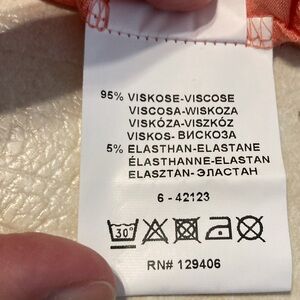 95% VISKOSE-VISCOSE
VISCOSA-WISKOZA
VISKÓZA-VISZKÓZ
VISKOS- ВИСКОЗА
5% ELASTHAN-ELASTANE
ÉLASTHANNE-ELASTAN
ELASZTAN- ЭЛАСТАН
6 - 42123
30°
RN# 129406